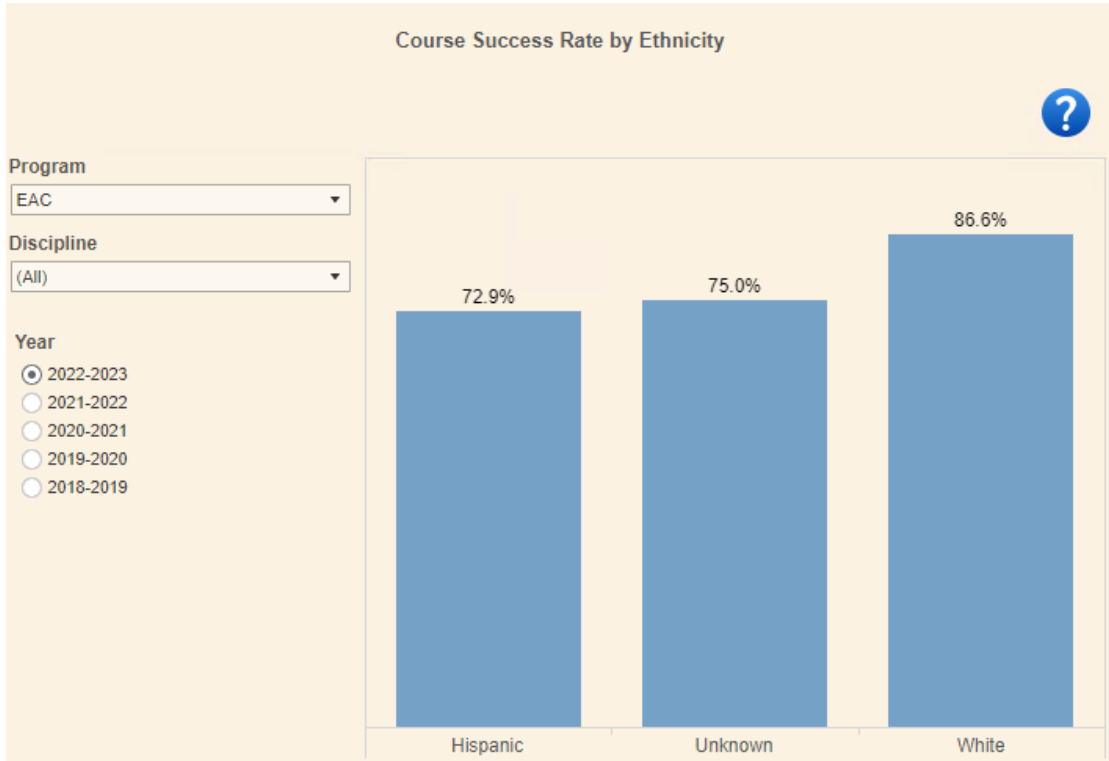 Course Success Rate by Ethnicity
?
Program
EAC
Discipline
(All)
Year
2022-2023
2021-2022
2020-2021
2019-2020
2018-2019
72.9%
75.0%
86.6%
Hispanic
Unknown
White